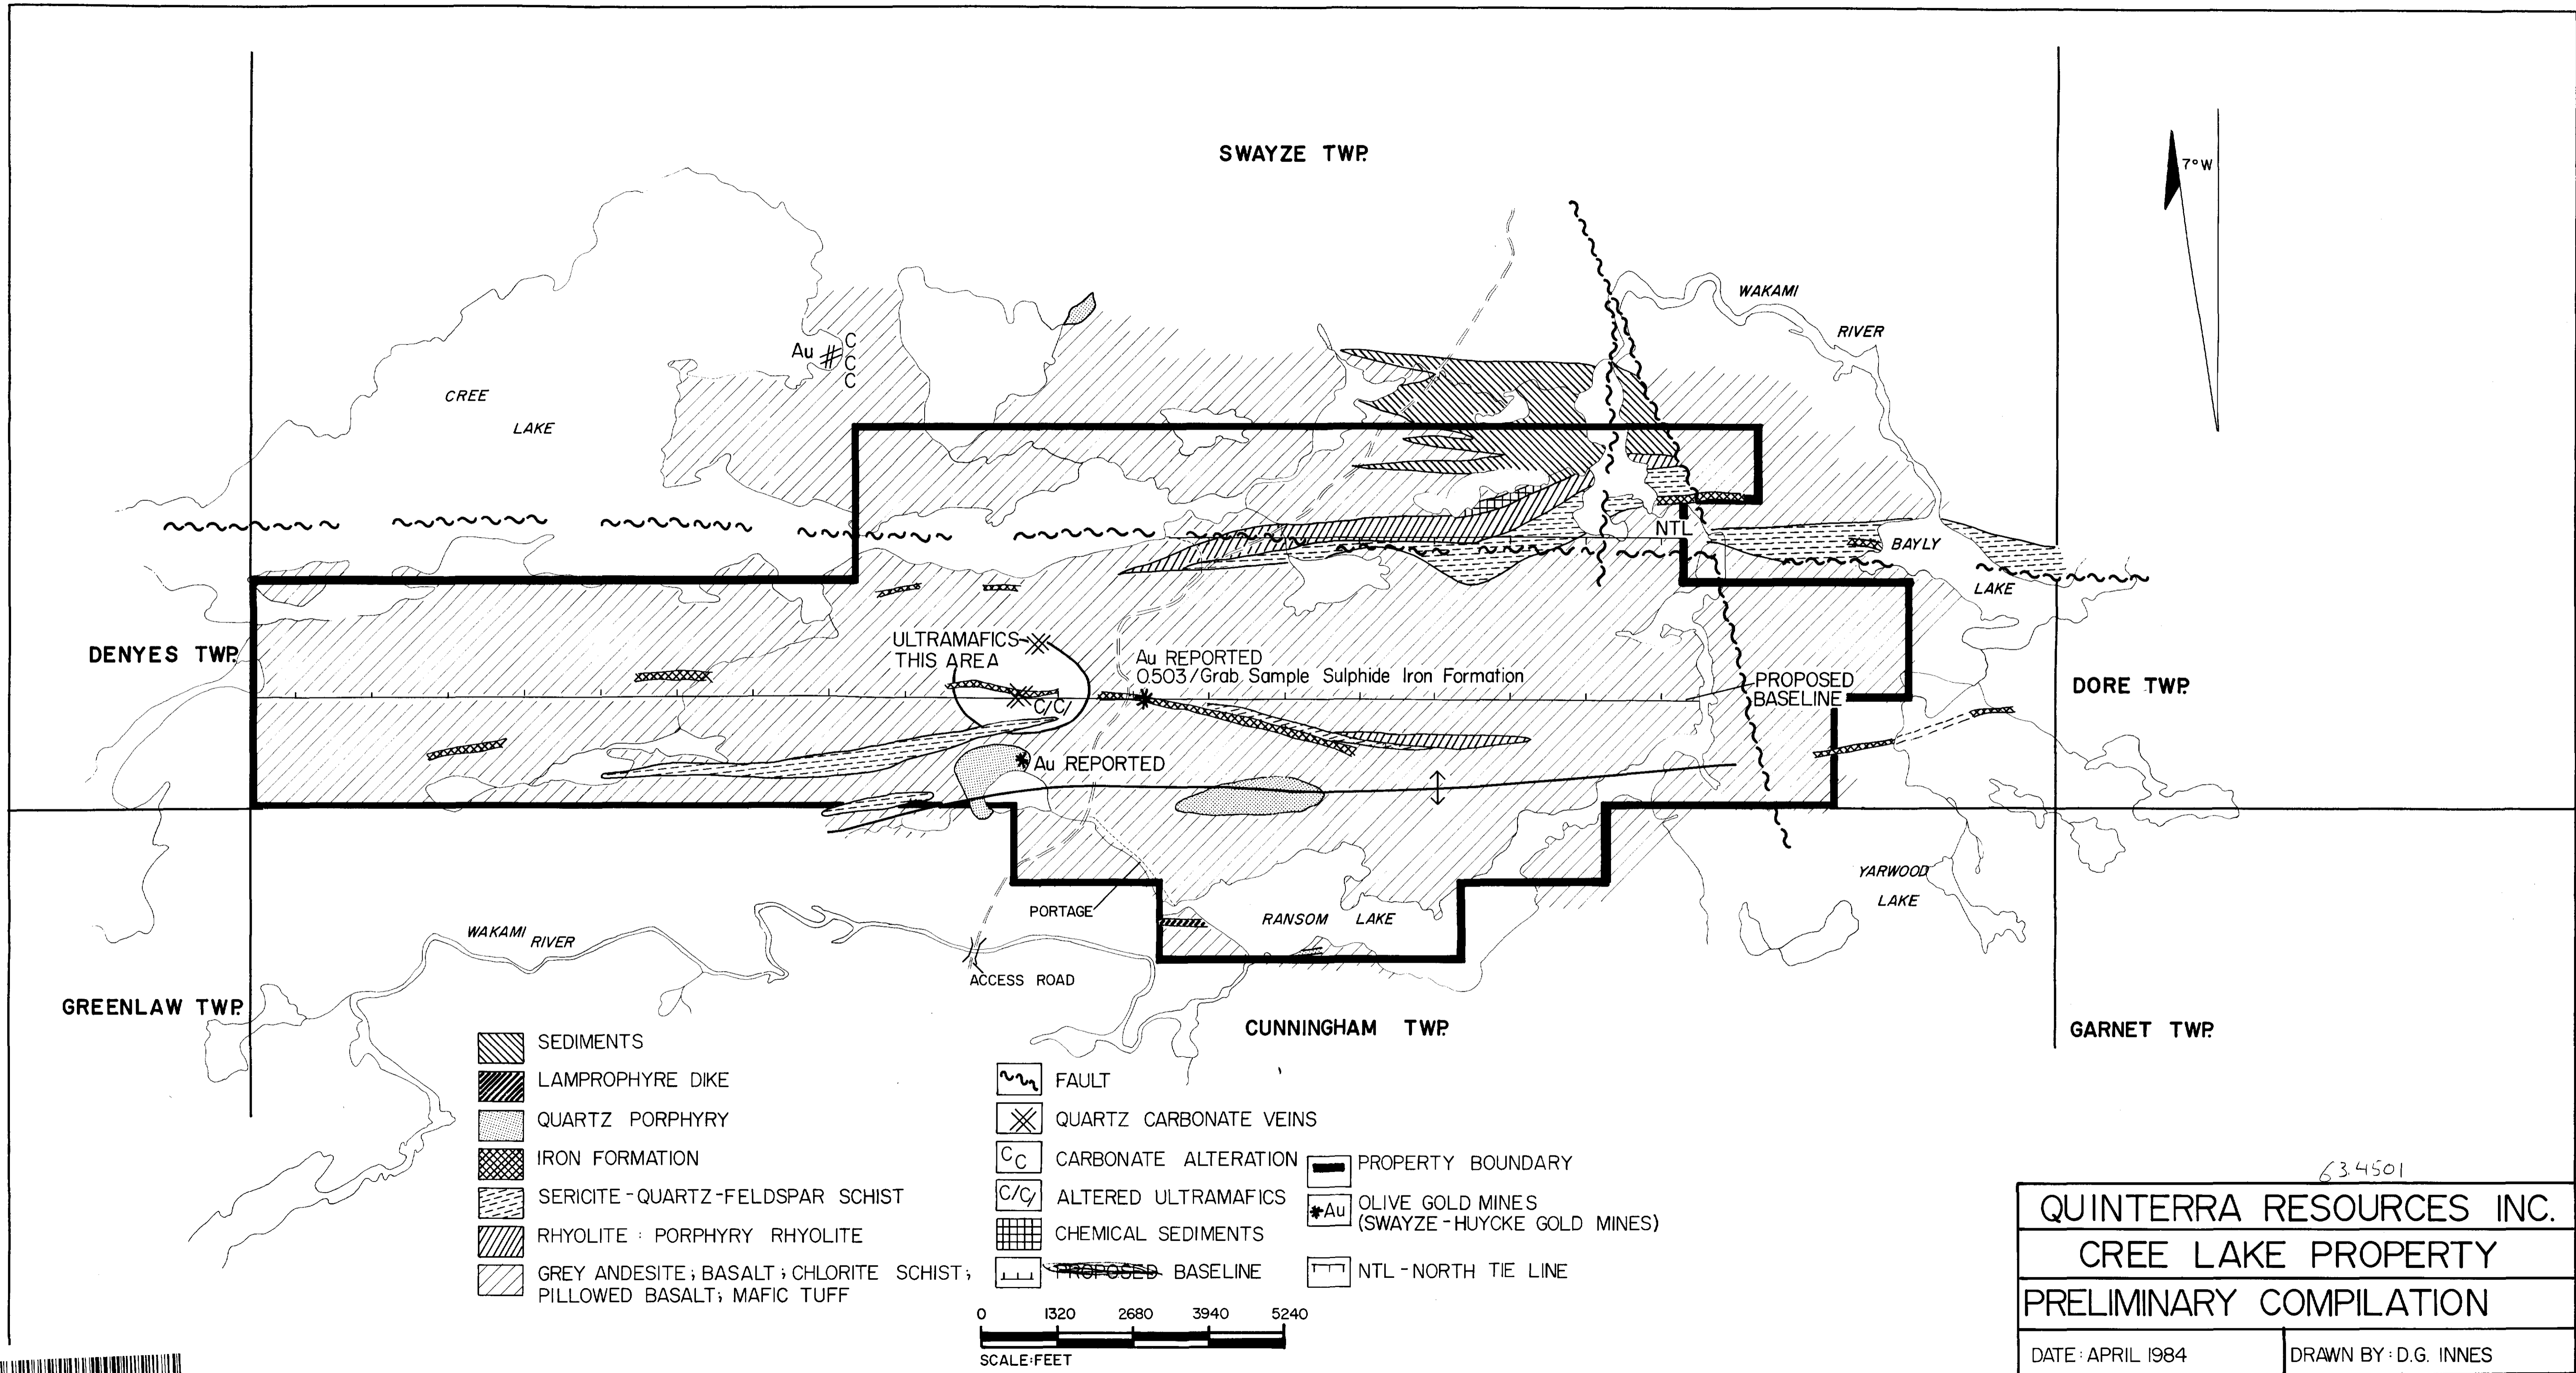 SWAYZE TWP.
7°W
WAKAMI
RIVER
Au
C
C
C
CREE
LAKE
NTL
BAYLY
LAKE
DENYES TWP.
ULTRAMAFICS
THIS AREA
Au REPORTED
0.503/Grab Sample Sulphide Iron Formation
C/C/
PROPOSED
BASELINE
DORE TWP.
Au REPORTED
YARWOOD
LAKE
PORTAGE
RANSOM LAKE
WAKAMI
RIVER
ACCESS ROAD
GREENLAW TWP.
CUNNINGHAM TWP.
GARNET TWP.
SEDIMENTS
LAMPROPHYRE DIKE
QUARTZ PORPHYRY
IRON FORMATION
SERICITE-QUARTZ-FELDSPAR SCHIST
RHYOLITE : PORPHYRY RHYOLITE
GREY ANDESITE; BASALT; CHLORITE SCHIST;
PILLOWED BASALT; MAFIC TUFF
FAULT
QUARTZ CARBONATE VEINS
CC CARBONATE ALTERATION
C/C/ ALTERED ULTRAMAFICS
CHEMICAL SEDIMENTS
PROPOSED BASELINE
PROPERTY BOUNDARY
*Au OLIVE GOLD MINES
(SWAYZE-HUYCKE GOLD MINES)
NTL-NORTH TIE LINE
0 1320 2680 3940 5240
SCALE:FEET
63.4501
QUINTERRA RESOURCES INC.
CREE LAKE PROPERTY
PRELIMINARY COMPILATION
DATE: APRIL 1984
DRAWN BY: D.G. INNES